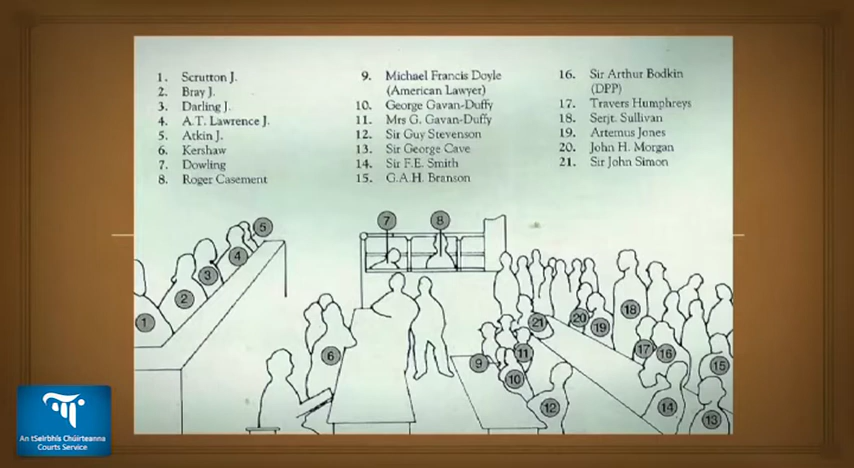 1. Scrutton J.
2. Bray J.
3. Darling J.
4. A.T. Lawrence J.
5. Atkin J.
6. Kershaw
7. Dowling
8. Roger Casement
9. Michael Francis Doyle
(American Lawyer)
10. George Gavan-Duffy
11. Mrs G. Gavan-Duffy
12. Sir Guy Stevenson
13. Sir George Cave
14. Sir F.E. Smith
15. G.A.H. Branson
16. Sir Arthur Bodkin
(DPP)
17. Travers Humphreys
18. Serjt. Sullivan
19. Artemus Jones
20. John H. Morgan
21. Sir John Simon
5
7
8
4
3
2
1
6
9
10
11
12
21
20
19
18
17
16
15
14
13
An tSeirbhís Chúirteanna
Courts Service